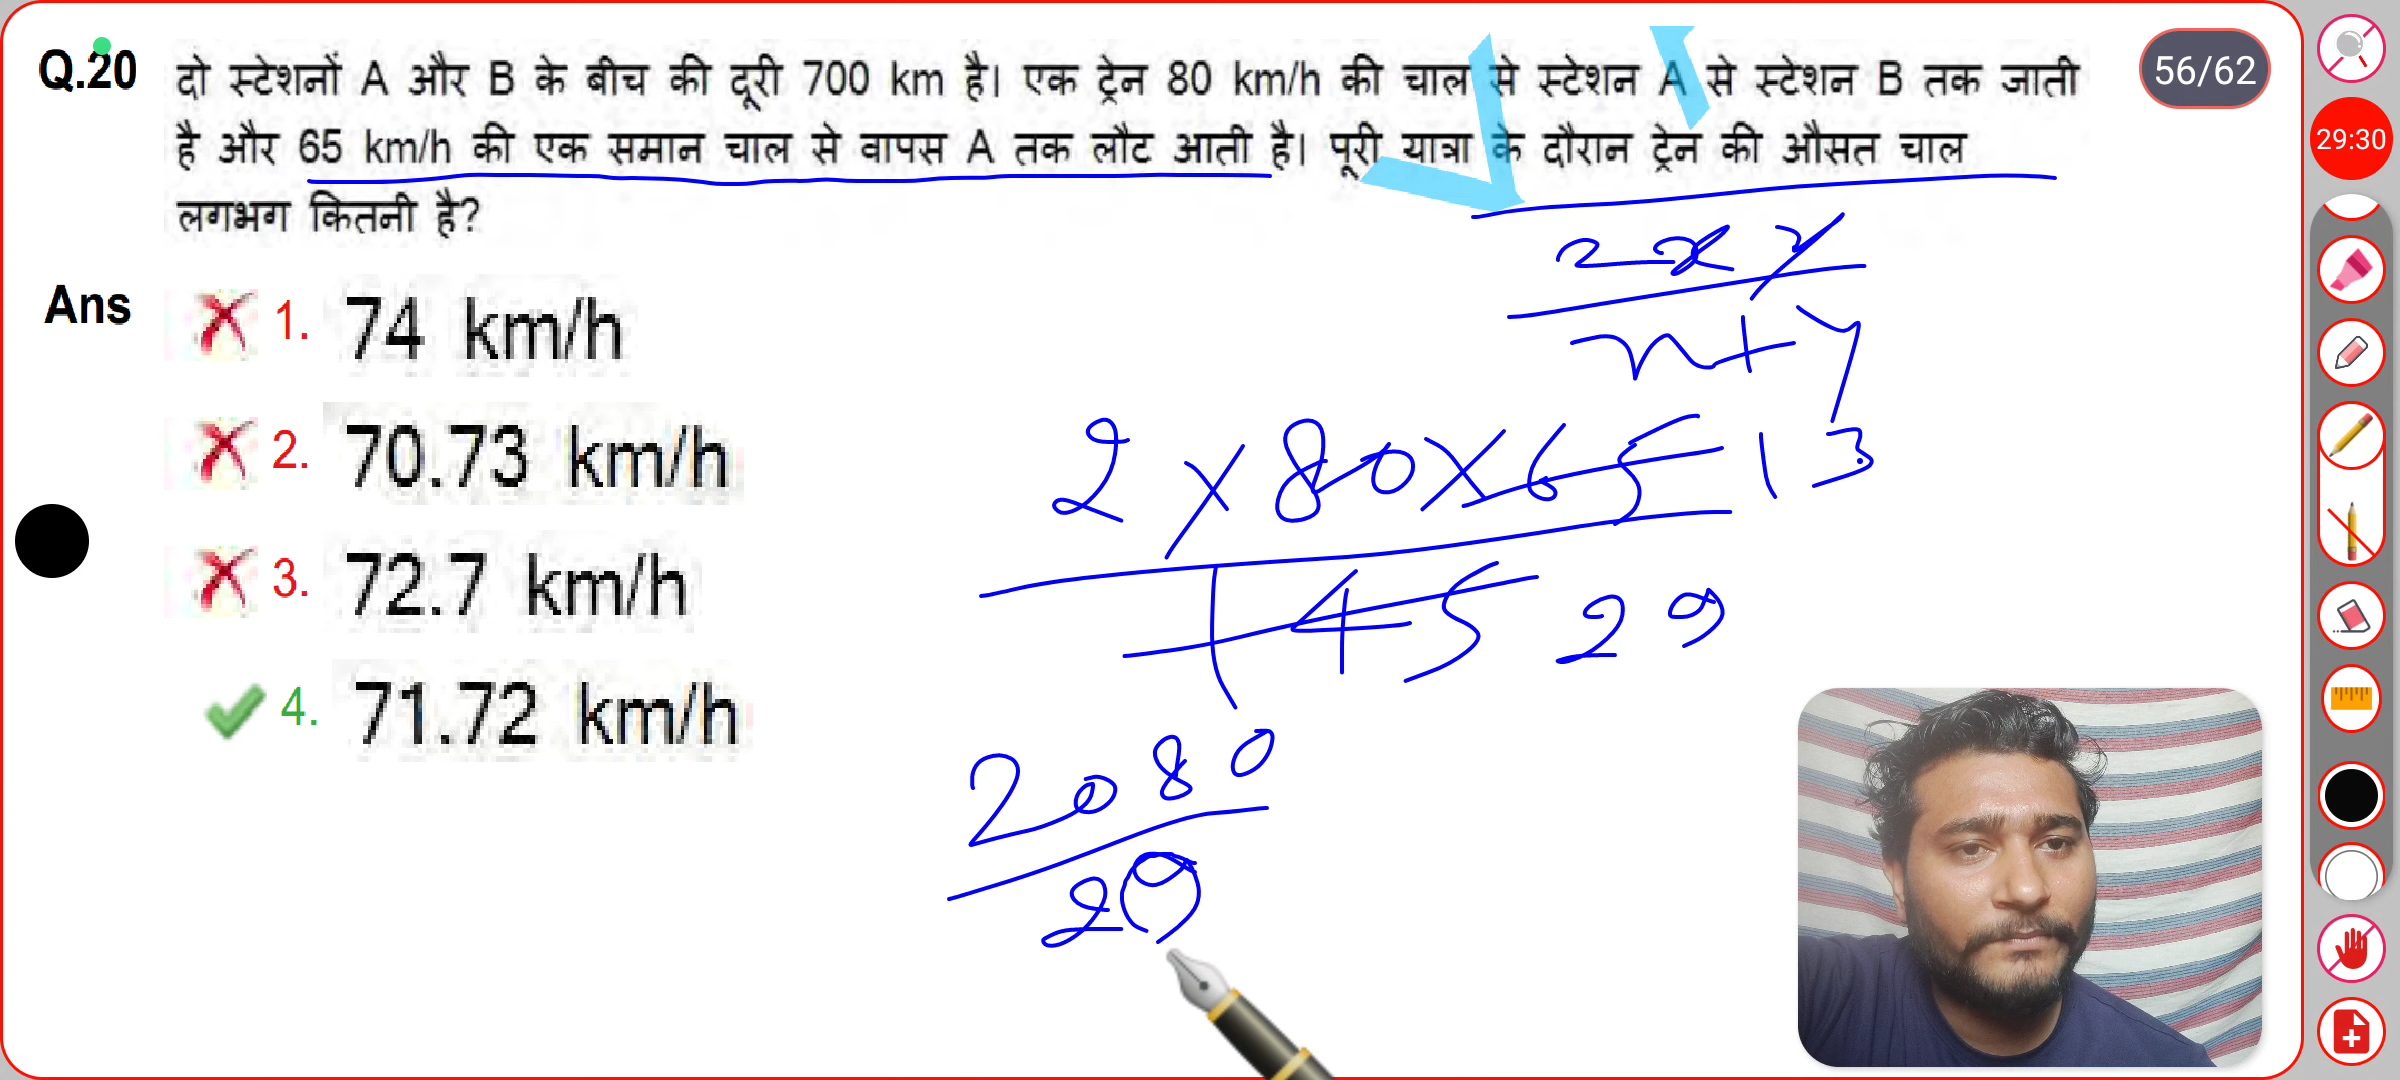 Q.20 दो स्टेशनों A और B के बीच की दूरी 700 km है। एक ट्रेन 80 km/h की चाल से स्टेशन A से स्टेशन B तक जाती
है और 65 km/h की एक समान चाल से वापस A तक लौट आती है। पूरी यात्रा के दौरान ट्रेन की औसत चाल
लगभग कितनी है?
56/62
29:30
Ans
1. 74 km/h
2. 70.73 km/h
3. 72.7 km/h
4. 71.72 km/h
2xy
x+y
2 × 80 × 65 13
145 29
2080
29